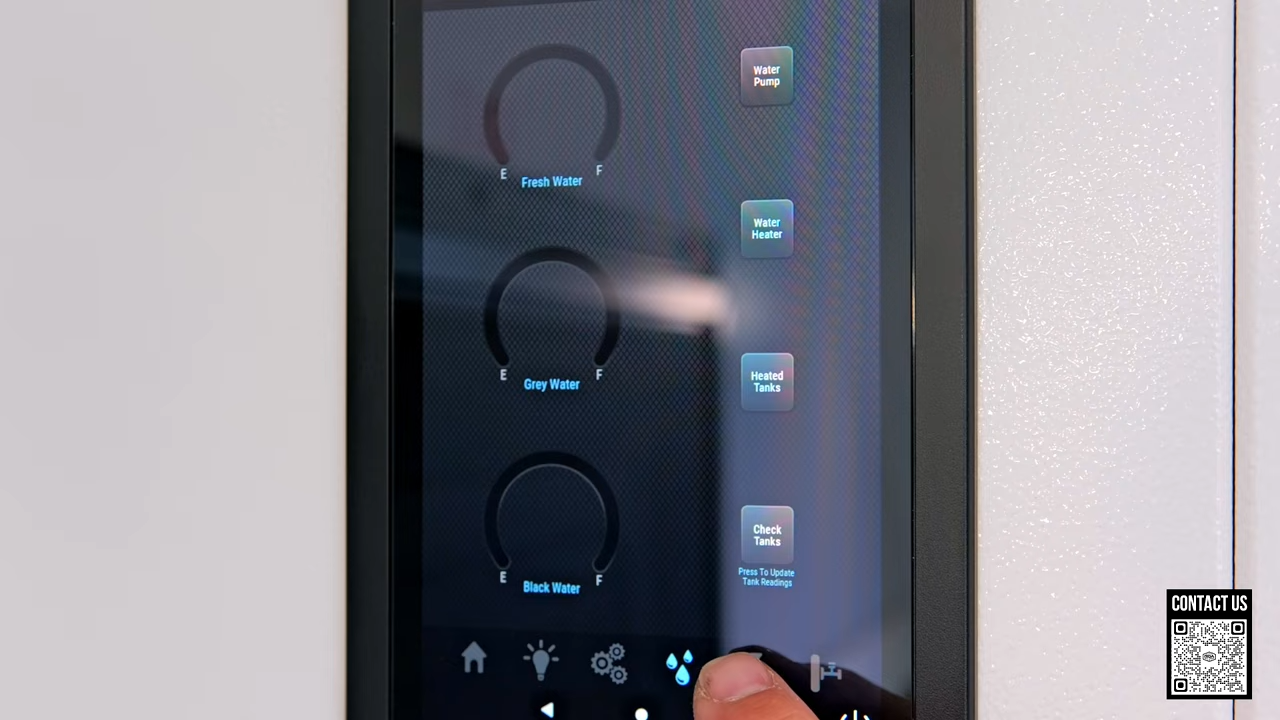 Water
Pump
E
F
Fresh Water
Water
Heater
E
F
Grey Water
Heated
Tanks
Check
Tanks
Press To Update
Tank Readings
E
F
Black Water
CONTACT US